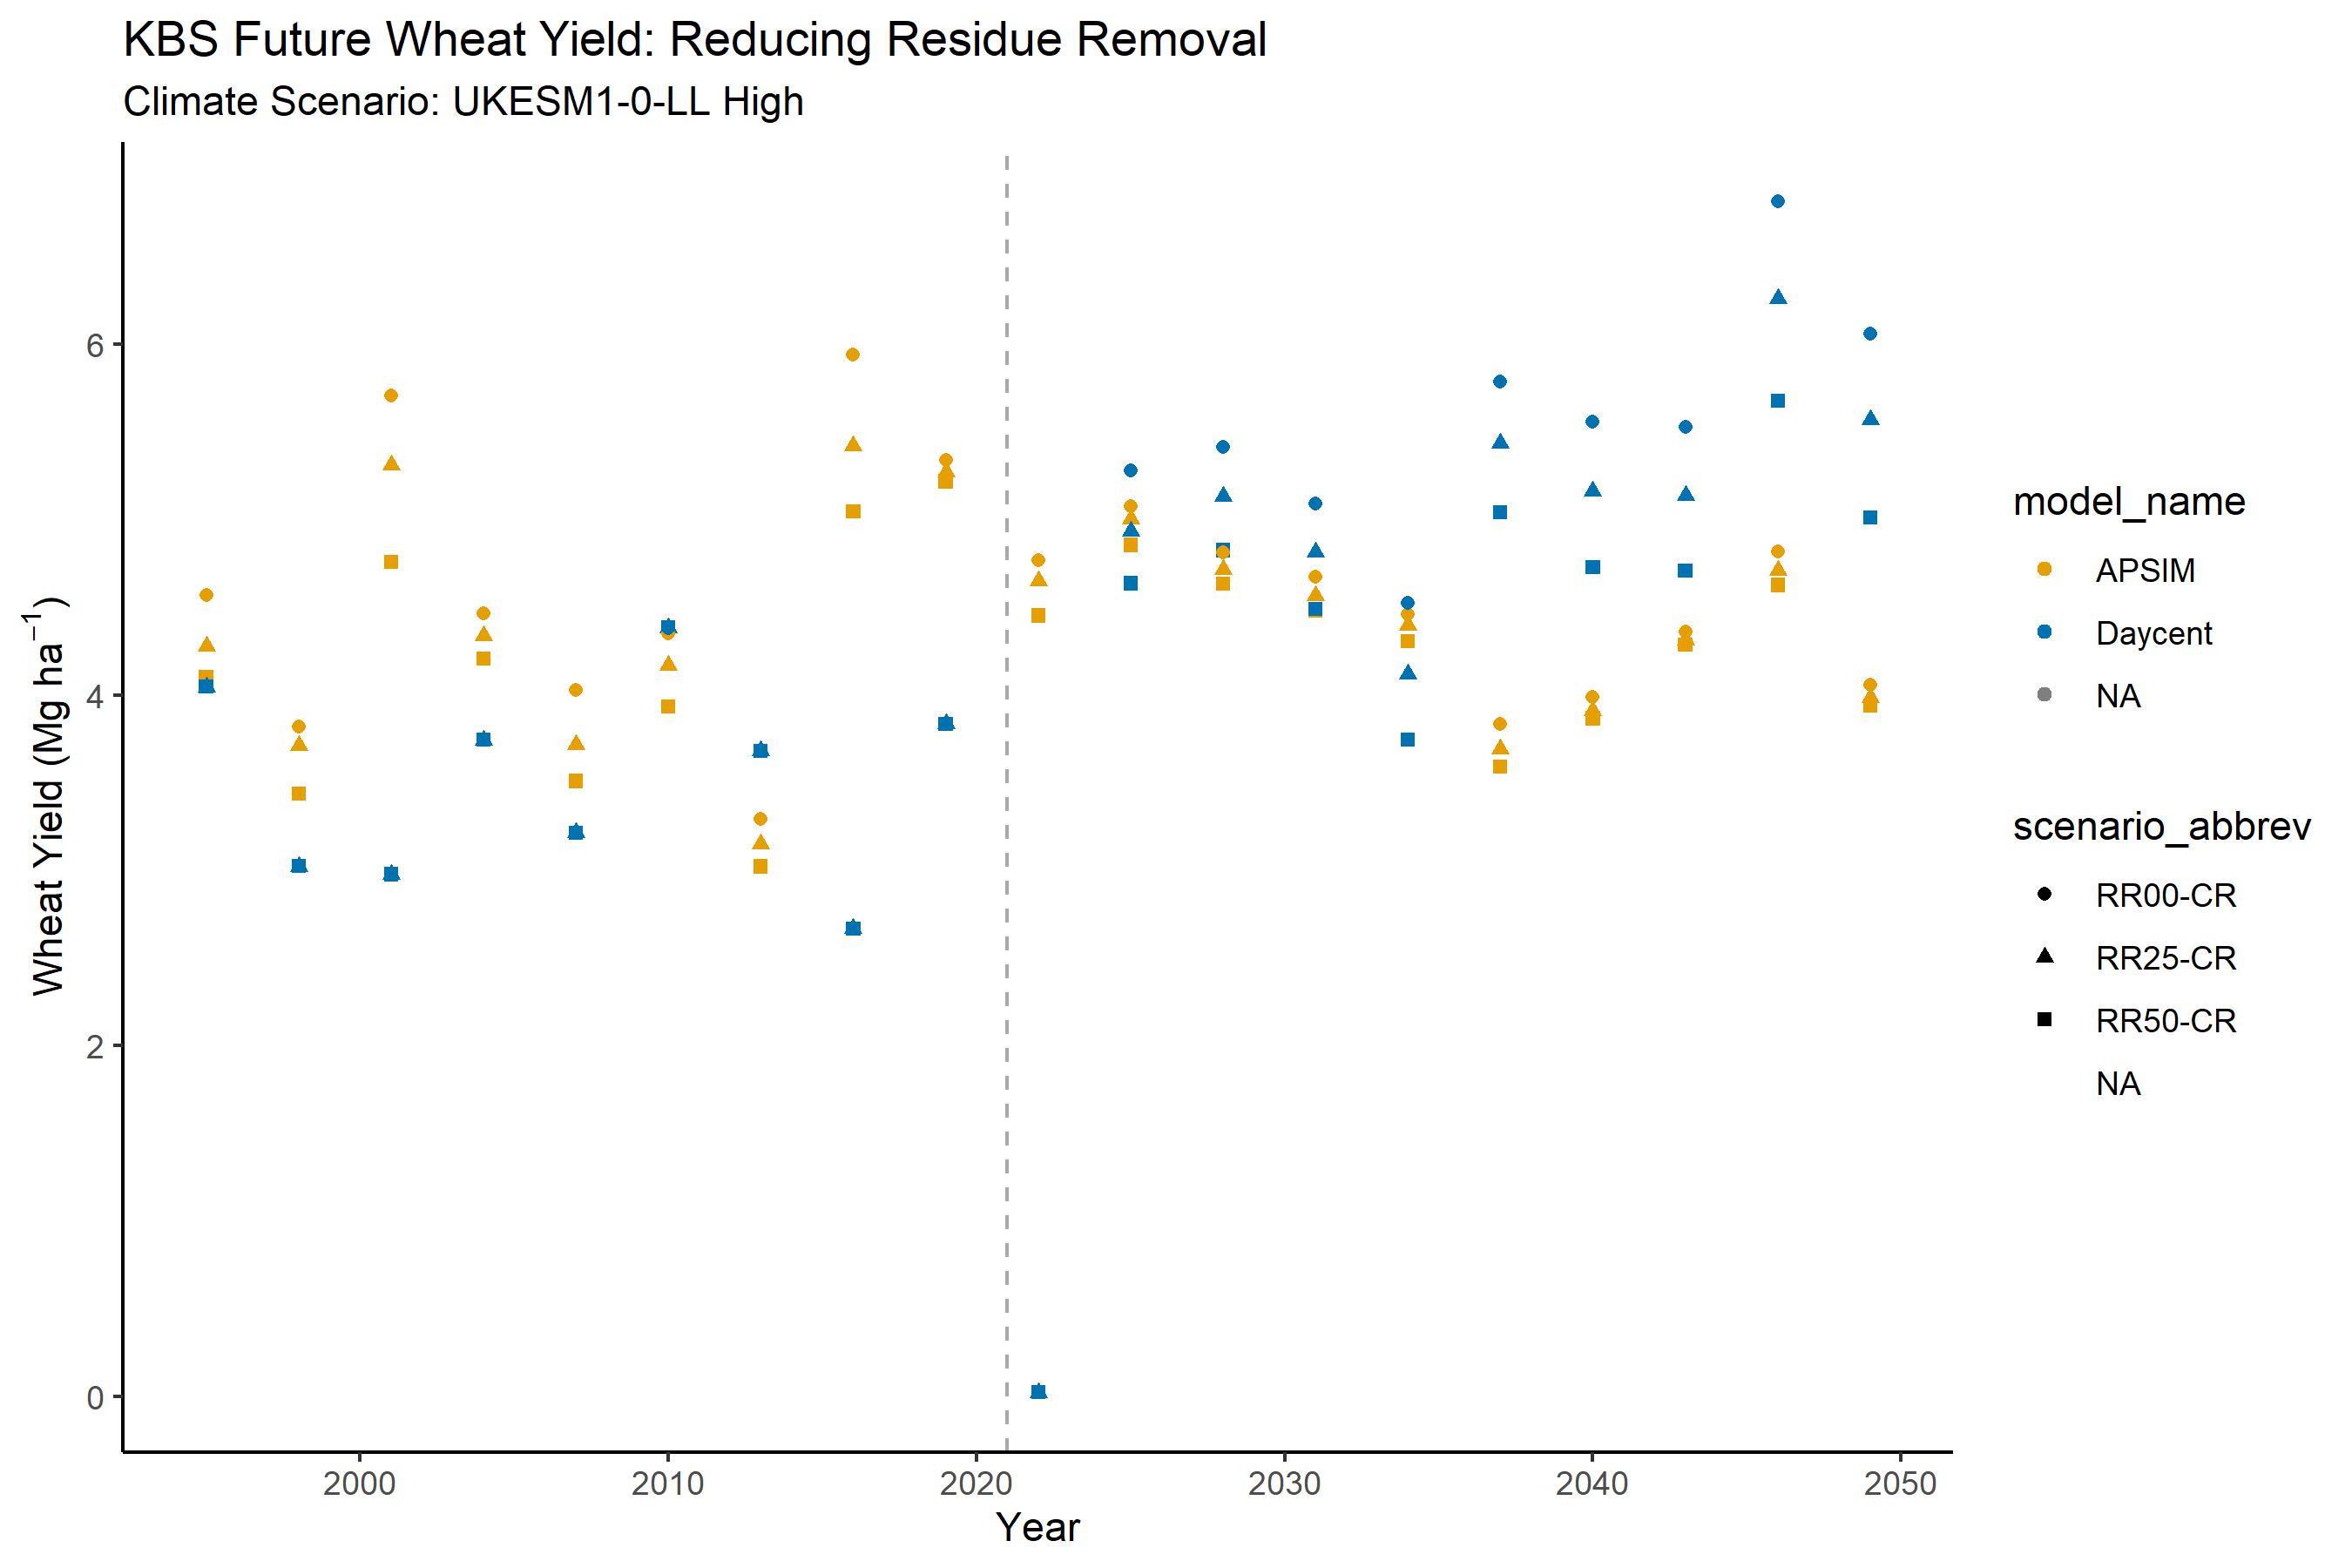 KBS Future Wheat Yield: Reducing Residue Removal
Climate Scenario: UKESM1-0-LL High
Wheat Yield (Mg ha⁻¹)
6
4
2
0
2000
2010
2020
2030
2040
2050
Year
model_name
APSIM
Daycent
NA
scenario_abbrev
RR00-CR
RR25-CR
RR50-CR
NA